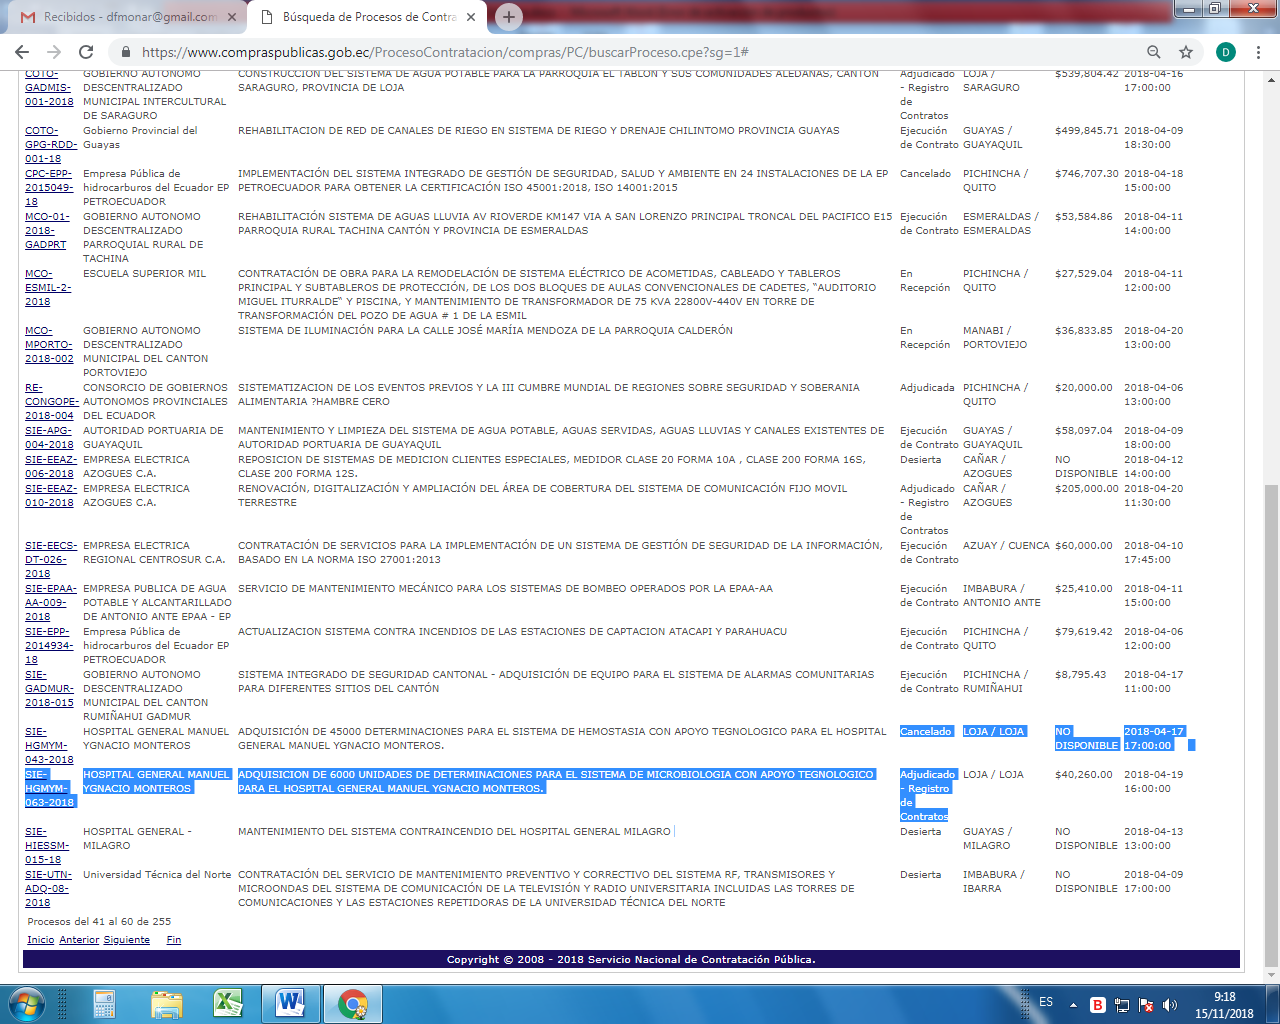 Recibidos - dfmonar@gmail.com
Búsqueda de Procesos de Contra
https://www.compraspublicas.gob.ec/ProcesoContratacion/compras/PC/buscarProceso.cpe?sg=1#
D
COTO-GADMIS-001-2018 GOBIERNO AUTONOMO DESCENTRALIZADO MUNICIPAL INTERCULTURAL DE SARAGURO CONSTRUCCION DEL SISTEMA DE AGUA POTABLE PARA LA PARROQUIA EL TABLON Y SUS COMUNIDADES ALEDAÑAS, CANTON SARAGURO, PROVINCIA DE LOJA Adjudicado - Registro de Contratos LOJA / SARAGURO $539,804.42 2018-04-16 17:00:00
COTO-GPG-RDD-001-18 Gobierno Provincial del Guayas REHABILITACION DE RED DE CANALES DE RIEGO EN SISTEMA DE RIEGO Y DRENAJE CHILINTOMO PROVINCIA GUAYAS Ejecución de Contrato GUAYAS / GUAYAQUIL $499,845.71 2018-04-09 18:30:00
CPC-EPP-2015049-18 Empresa Pública de hidrocarburos del Ecuador EP PETROECUADOR IMPLEMENTACIÓN DEL SISTEMA INTEGRADO DE GESTIÓN DE SEGURIDAD, SALUD Y AMBIENTE EN 24 INSTALACIONES DE LA EP PETROECUADOR PARA OBTENER LA CERTIFICACIÓN ISO 45001:2018, ISO 14001:2015 Cancelado PICHINCHA / QUITO $746,707.30 2018-04-18 15:00:00
MCO-01-2018-GADPRT GOBIERNO AUTONOMO DESCENTRALIZADO PARROQUIAL RURAL DE TACHINA REHABILITACIÓN SISTEMA DE AGUAS LLUVIA AV RIOVERDE KM147 VIA A SAN LORENZO PRINCIPAL TRONCAL DEL PACIFICO E15 PARROQUIA RURAL TACHINA CANTÓN Y PROVINCIA DE ESMERALDAS Ejecución de Contrato ESMERALDAS / ESMERALDAS $53,584.86 2018-04-11 14:00:00
MCO-ESMIL-2-2018 ESCUELA SUPERIOR MIL CONTRATACIÓN DE OBRA PARA LA REMODELACIÓN DE SISTEMA ELÉCTRICO DE ACOMETIDAS, CABLEADO Y TABLEROS PRINCIPAL Y SUBTABLEROS DE PROTECCIÓN, DE LOS DOS BLOQUES DE AULAS CONVENCIONALES DE CADETES, “AUDITORIO MIGUEL ITURRALDE“ Y PISCINA, Y MANTENIMIENTO DE TRANSFORMADOR DE 75 KVA 22800V-440V EN TORRE DE TRANSFORMACIÓN DEL POZO DE AGUA # 1 DE LA ESMIL En Recepción PICHINCHA / QUITO $27,529.04 2018-04-11 12:00:00
MCO-MPORTO-2018-002 GOBIERNO AUTONOMO DESCENTRALIZADO MUNICIPAL DEL CANTON PORTOVIEJO SISTEMA DE ILUMINACIÓN PARA LA CALLE JOSÉ MARÍIA MENDOZA DE LA PARROQUIA CALDERÓN En Recepción MANABI / PORTOVIEJO $36,833.85 2018-04-20 13:00:00
RE-CONGOPE-2018-004 CONSORCIO DE GOBIERNOS AUTONOMOS PROVINCIALES DEL ECUADOR SISTEMATIZACION DE LOS EVENTOS PREVIOS Y LA III CUMBRE MUNDIAL DE REGIONES SOBRE SEGURIDAD Y SOBERANIA ALIMENTARIA ?HAMBRE CERO Adjudicada PICHINCHA / QUITO $20,000.00 2018-04-06 13:00:00
SIE-APG-004-2018 AUTORIDAD PORTUARIA DE GUAYAQUIL MANTENIMIENTO Y LIMPIEZA DEL SISTEMA DE AGUA POTABLE, AGUAS SERVIDAS, AGUAS LLUVIAS Y CANALES EXISTENTES DE AUTORIDAD PORTUARIA DE GUAYAQUIL Ejecución de Contrato GUAYAS / GUAYAQUIL $58,097.04 2018-04-09 18:00:00
SIE-EEAZ-006-2018 EMPRESA ELECTRICA AZOGUES C.A. REPOSICION DE SISTEMAS DE MEDICION CLIENTES ESPECIALES, MEDIDOR CLASE 20 FORMA 10A , CLASE 200 FORMA 16S, CLASE 200 FORMA 12S. Desierta CAÑAR / AZOGUES NO DISPONIBLE 2018-04-12 14:00:00
SIE-EEAZ-010-2018 EMPRESA ELECTRICA AZOGUES C.A. RENOVACIÓN, DIGITALIZACIÓN Y AMPLIACIÓN DEL ÁREA DE COBERTURA DEL SISTEMA DE COMUNICACIÓN FIJO MOVIL TERRESTRE Adjudicado - Registro de Contratos CAÑAR / AZOGUES $205,000.00 2018-04-20 11:30:00
SIE-EECS-DT-026-2018 EMPRESA ELECTRICA REGIONAL CENTROSUR C.A. CONTRATACIÓN DE SERVICIOS PARA LA IMPLEMENTACIÓN DE UN SISTEMA DE GESTIÓN DE SEGURIDAD DE LA INFORMACIÓN, BASADO EN LA NORMA ISO 27001:2013 Ejecución de Contrato AZUAY / CUENCA $60,000.00 2018-04-10 17:45:00
SIE-EPAA-AA-009-2018 EMPRESA PUBLICA DE AGUA POTABLE Y ALCANTARILLADO DE ANTONIO ANTE EPAA - EP SERVICIO DE MANTENIMIENTO MECÁNICO PARA LOS SISTEMAS DE BOMBEO OPERADOS POR LA EPAA-AA Ejecución de Contrato IMBABURA / ANTONIO ANTE $25,410.00 2018-04-11 15:00:00
SIE-EPP-2014934-18 Empresa Pública de hidrocarburos del Ecuador EP PETROECUADOR ACTUALIZACION SISTEMA CONTRA INCENDIOS DE LAS ESTACIONES DE CAPTACION ATACAPI Y PARAHUACU Ejecución de Contrato PICHINCHA / QUITO $79,619.42 2018-04-06 12:00:00
SIE-GADMUR-2018-015 GOBIERNO AUTONOMO DESCENTRALIZADO MUNICIPAL DEL CANTON RUMIÑAHUI GADMUR SISTEMA INTEGRADO DE SEGURIDAD CANTONAL - ADQUISICIÓN DE EQUIPO PARA EL SISTEMA DE ALARMAS COMUNITARIAS PARA DIFERENTES SITIOS DEL CANTÓN Ejecución de Contrato PICHINCHA / RUMIÑAHUI $8,795.43 2018-04-17 11:00:00
SIE-HGMYM-043-2018 HOSPITAL GENERAL MANUEL YGNACIO MONTEROS ADQUISICIÓN DE 45000 DETERMINACIONES PARA EL SISTEMA DE HEMOSTASIA CON APOYO TEGNOLOGICO PARA EL HOSPITAL GENERAL MANUEL YGNACIO MONTEROS. Cancelado LOJA / LOJA NO DISPONIBLE 2018-04-17 17:00:00
SIE-HGMYM-063-2018 HOSPITAL GENERAL MANUEL YGNACIO MONTEROS ADQUISICION DE 6000 UNIDADES DE DETERMINACIONES PARA EL SISTEMA DE MICROBIOLOGIA CON APOYO TEGNOLOGICO PARA EL HOSPITAL GENERAL MANUEL YGNACIO MONTEROS. Adjudicado - Registro de Contratos LOJA / LOJA $40,260.00 2018-04-19 16:00:00
SIE-HIESSM-015-18 HOSPITAL GENERAL - MILAGRO MANTENIMIENTO DEL SISTEMA CONTRAINCENDIO DEL HOSPITAL GENERAL MILAGRO Desierta GUAYAS / MILAGRO NO DISPONIBLE 2018-04-13 13:00:00
SIE-UTN-ADQ-08-2018 Universidad Técnica del Norte CONTRATACIÓN DEL SERVICIO DE MANTENIMIENTO PREVENTIVO Y CORRECTIVO DEL SISTEMA RF, TRANSMISORES Y MICROONDAS DEL SISTEMA DE COMUNICACIÓN DE LA TELEVISIÓN Y RADIO UNIVERSITARIA INCLUIDAS LAS TORRES DE COMUNICACIONES Y LAS ESTACIONES REPETIDORAS DE LA UNIVERSIDAD TÉCNICA DEL NORTE Desierta IMBABURA / IBARRA NO DISPONIBLE 2018-04-09 17:00:00
Procesos del 41 al 60 de 255
Inicio Anterior Siguiente Fin
Copyright © 2008 - 2018 Servicio Nacional de Contratación Pública.
ES
B
9:18
15/11/2018